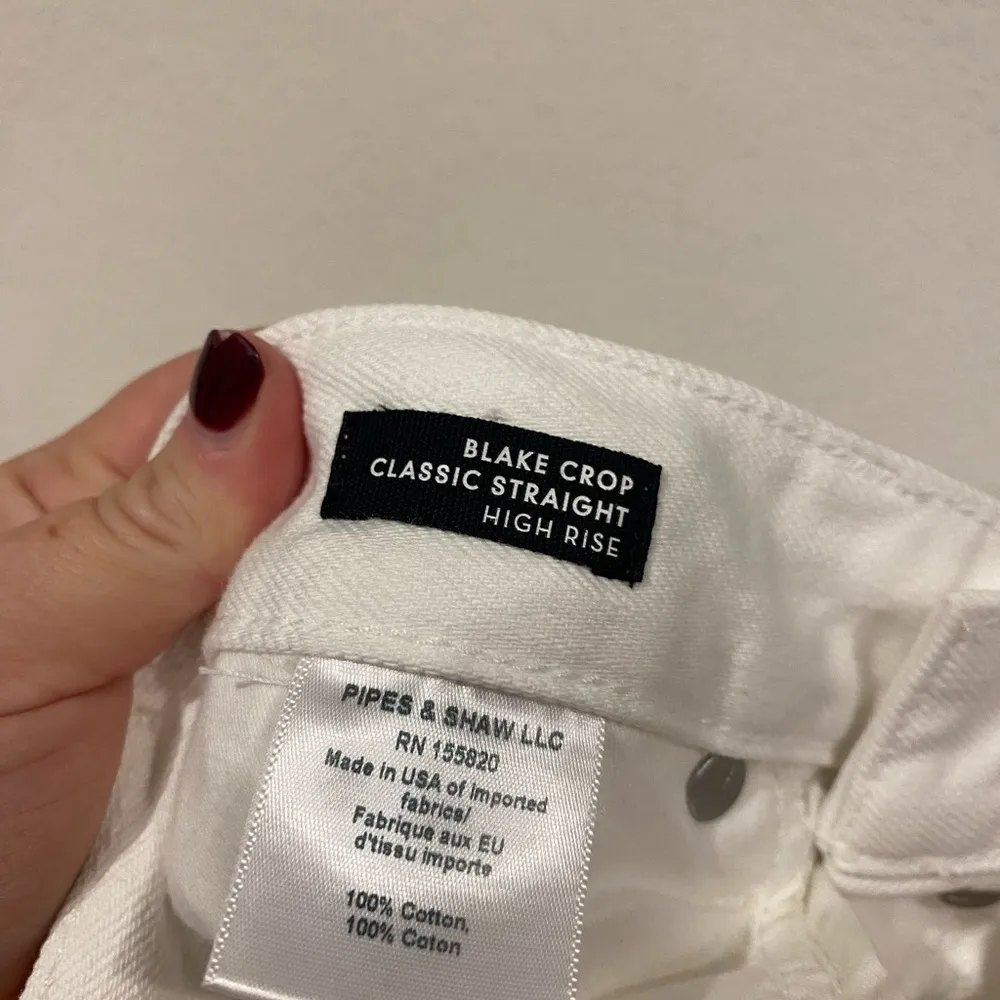 BLAKE CROP
CLASSIC STRAIGHT
HIGH RISE
PIPES & SHAW LLC
RN 155820
Made in USA of imported
fabrics/
Fabrique aux EU
d'tissu importe
100% Cotton,
100% Coton